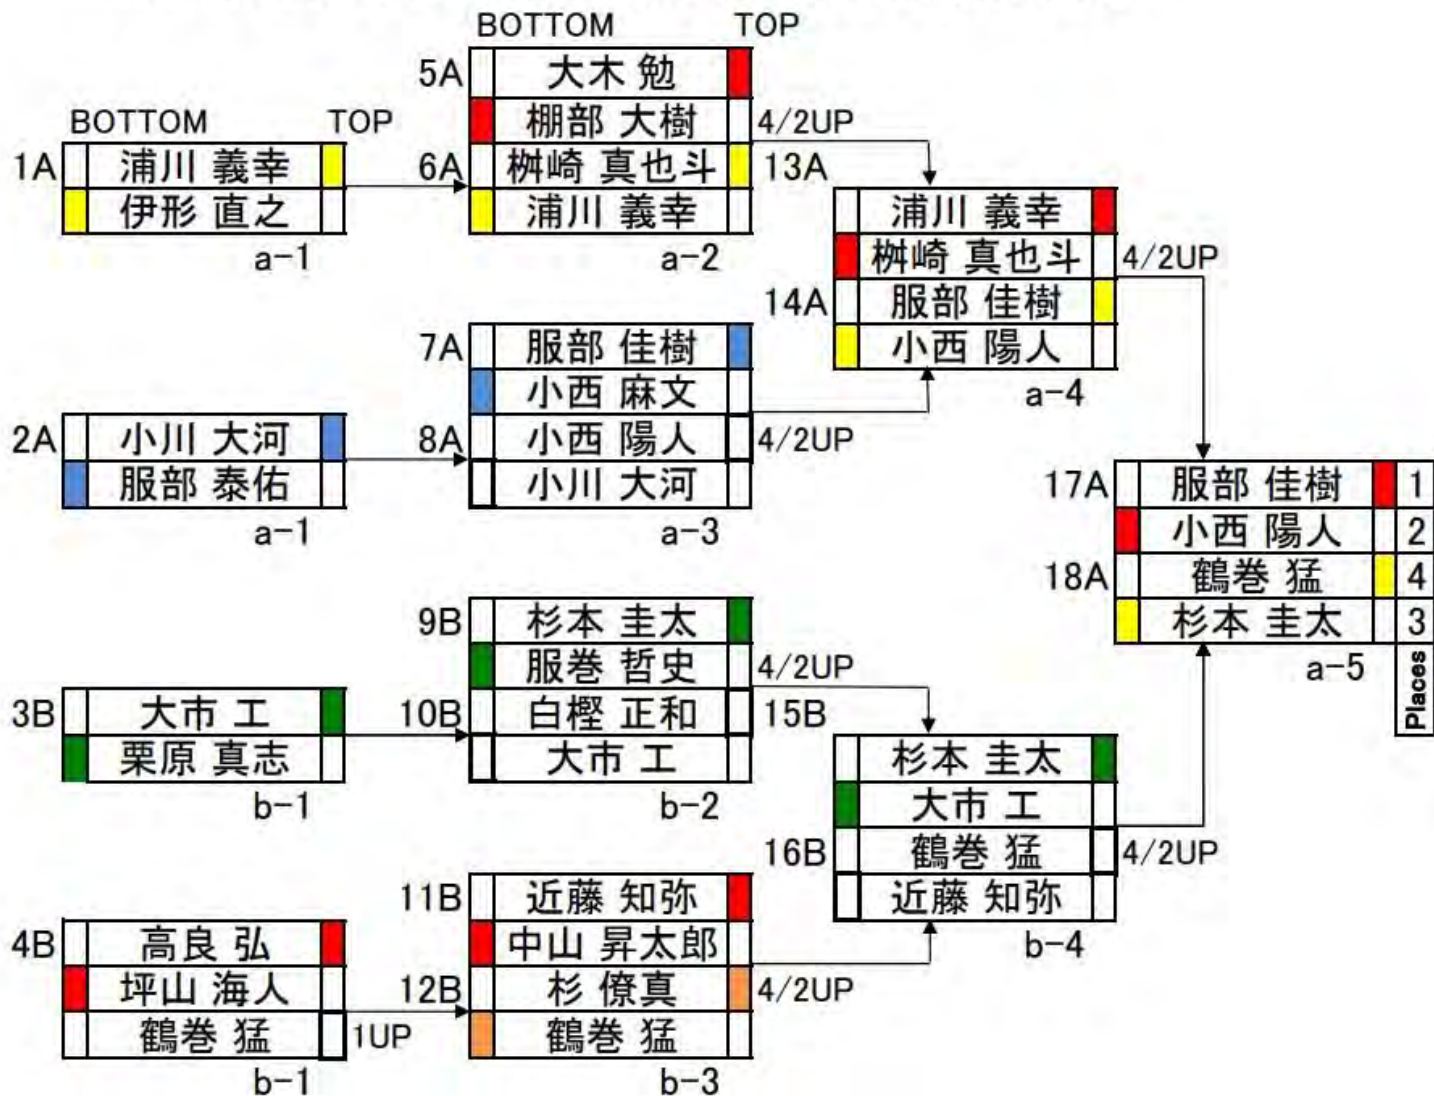 BOTTOM TOP
5A 大木 勉
棚部 大樹 4/2UP
6A 桝崎 真也斗
浦川 義幸
a-2
BOTTOM TOP
1A 浦川 義幸
伊形 直之
a-1
13A 浦川 義幸
桝崎 真也斗 4/2UP
14A 服部 佳樹
小西 陽人
a-4
7A 服部 佳樹
小西 麻文
8A 小西 陽人 4/2UP
小川 大河
a-3
2A 小川 大河
服部 泰佑
a-1
17A 服部 佳樹 1
小西 陽人 2
18A 鶴巻 猛 4
杉本 圭太 3
a-5 Places
9B 杉本 圭太
服巻 哲史 4/2UP
10B 白樫 正和
大市 工
b-2
3B 大市 工
栗原 真志
b-1
15B 杉本 圭太
大市 工
16B 鶴巻 猛 4/2UP
近藤 知弥
b-4
11B 近藤 知弥
中山 昇太郎
12B 杉 僚真 4/2UP
鶴巻 猛
b-3
4B 高良 弘
坪山 海人
鶴巻 猛 1UP
b-1